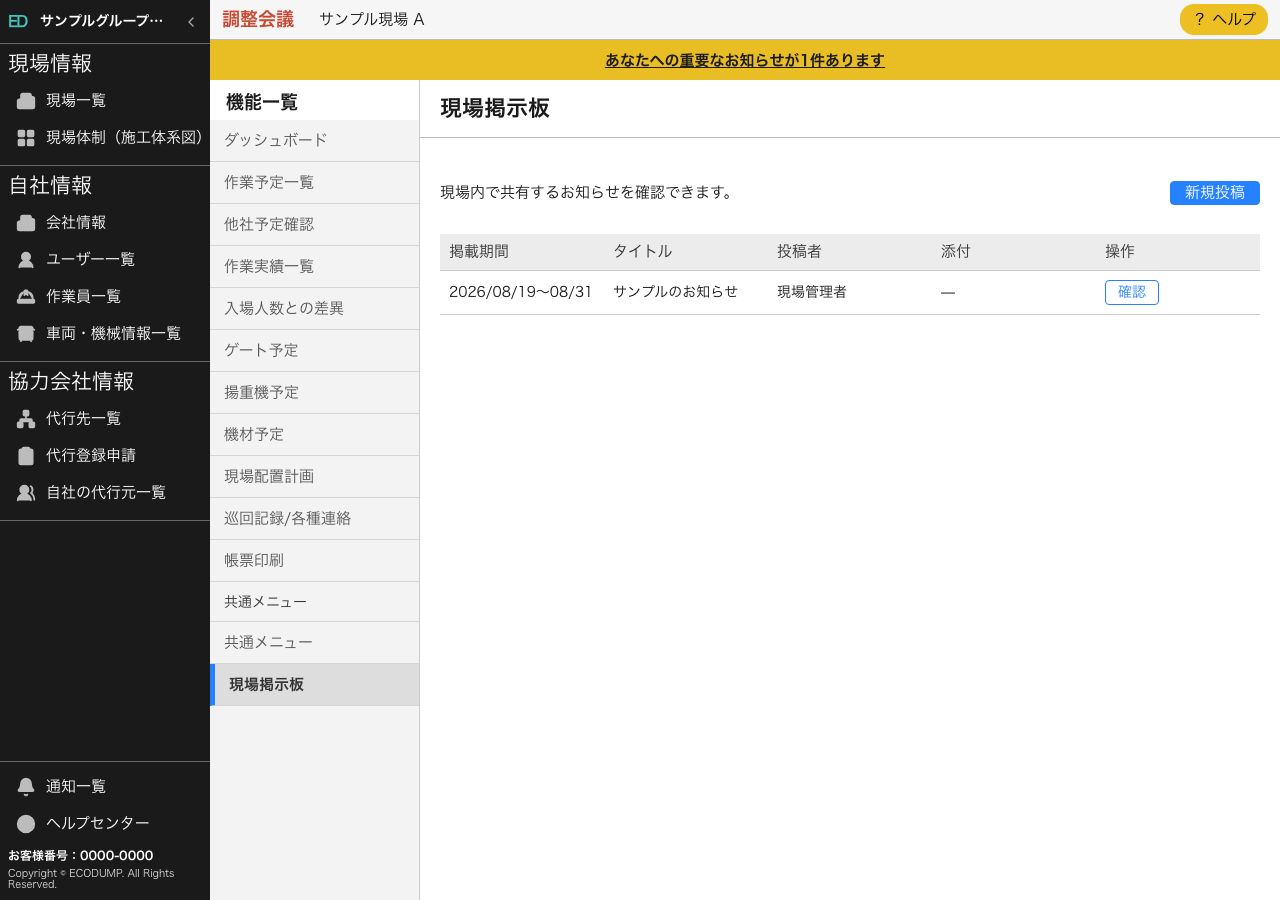 ED サンプルグループ…
現場情報
現場一覧
現場体制（施工体系図）
自社情報
会社情報
ユーザー一覧
作業員一覧
車両・機械情報一覧
協力会社情報
代行先一覧
代行登録申請
自社の代行元一覧
通知一覧
ヘルプセンター
お客様番号：0000-0000
Copyright © ECODUMP. All Rights
Reserved.
調整会議 サンプル現場 A
？ ヘルプ
あなたへの重要なお知らせが1件あります
機能一覧
ダッシュボード
作業予定一覧
他社予定確認
作業実績一覧
入場人数との差異
ゲート予定
揚重機予定
機材予定
現場配置計画
巡回記録/各種連絡
帳票印刷
共通メニュー
共通メニュー
現場掲示板
現場掲示板
現場内で共有するお知らせを確認できます。
新規投稿
掲載期間 タイトル 投稿者 添付 操作
2026/08/19〜08/31 サンプルのお知らせ 現場管理者 — 確認